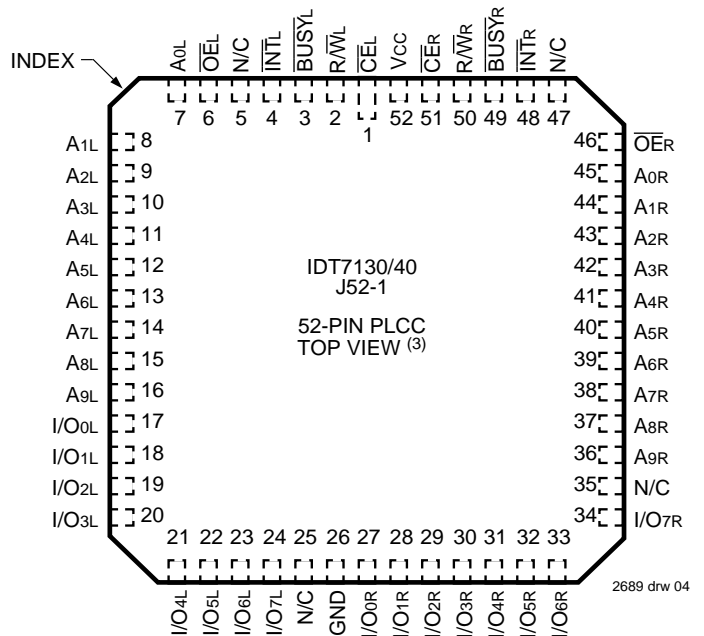 INDEX
A0L
OEL
N/C
INTL
BUSYL
R/WL
CEL
VCC
CER
R/WR
BUSYR
INTR
N/C
7 6 5 4 3 2 1 52 51 50 49 48 47
A1L 8
A2L 9
A3L 10
A4L 11
A5L 12
A6L 13
A7L 14
A8L 15
A9L 16
I/O0L 17
I/O1L 18
I/O2L 19
I/O3L 20
IDT7130/40
J52-1
52-PIN PLCC
TOP VIEW (3)
46 OER
45 A0R
44 A1R
43 A2R
42 A3R
41 A4R
40 A5R
39 A6R
38 A7R
37 A8R
36 A9R
35 N/C
34 I/O7R
21 22 23 24 25 26 27 28 29 30 31 32 33
I/O4L
I/O5L
I/O6L
I/O7L
N/C
GND
I/O0R
I/O1R
I/O2R
I/O3R
I/O4R
I/O5R
I/O6R
2689 drw 04